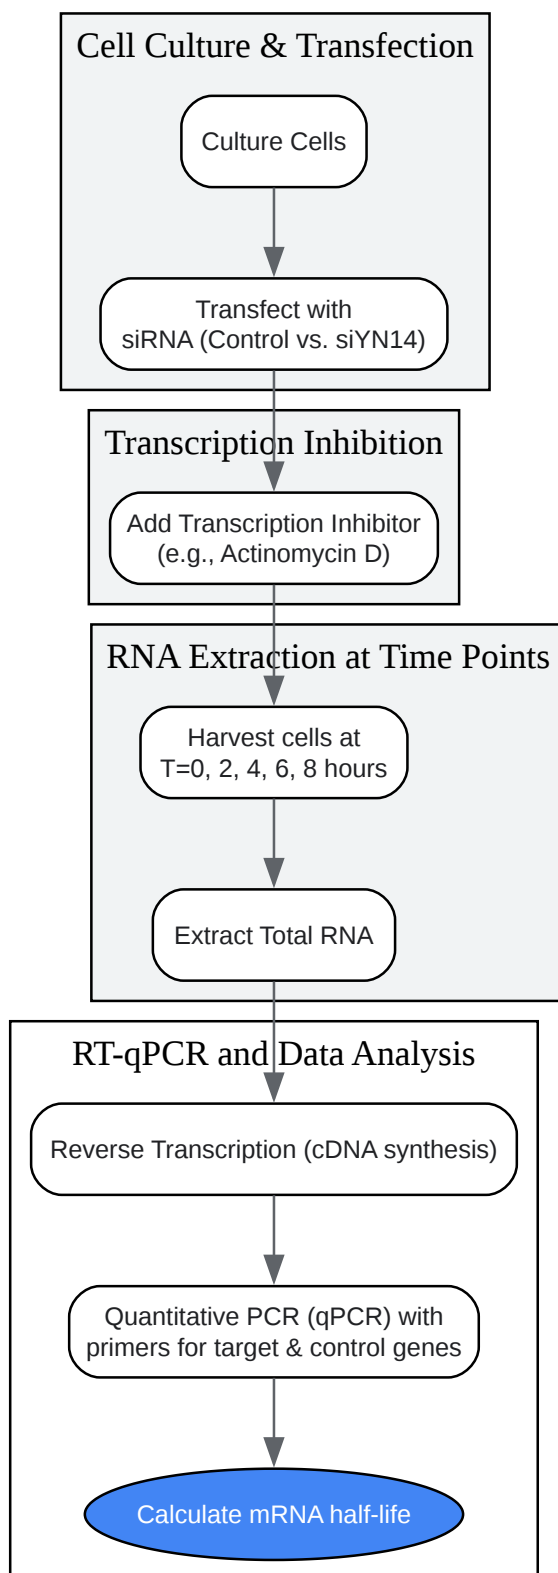 Cell Culture & Transfection
Culture Cells
Transfect with
siRNA (Control vs. siYN14)
Transcription Inhibition
Add Transcription Inhibitor
(e.g., Actinomycin D)
RNA Extraction at Time Points
Harvest cells at
T=0, 2, 4, 6, 8 hours
Extract Total RNA
RT-qPCR and Data Analysis
Reverse Transcription (cDNA synthesis)
Quantitative PCR (qPCR) with
primers for target & control genes
Calculate mRNA half-life